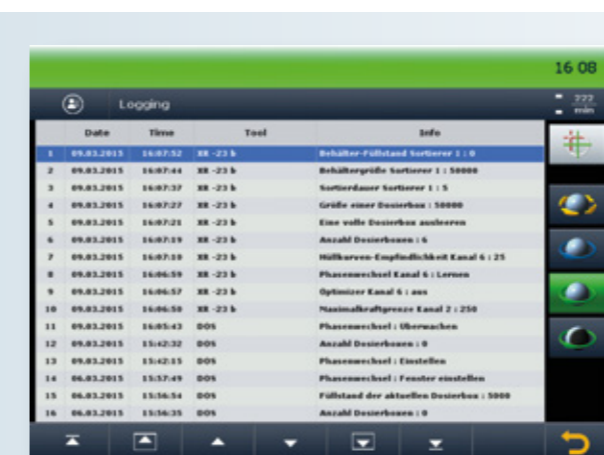 16 08
Logging
222
min
Date Time Tool Info
1 09.03.2015 16:07:52 XR -23 b Behälter-Füllstand Sortierer 1 : 0
2 09.03.2015 16:07:44 XR -23 b Behältergröße Sortierer 1 : 50000
3 09.03.2015 16:07:37 XR -23 b Sortierdauer Sortierer 1 : 5
4 09.03.2015 16:07:27 XR -23 b Größe einer Dosierbox : 50000
5 09.03.2015 16:07:21 XR -23 b Eine volle Dosierbox ausleeren
6 09.03.2015 16:07:19 XR -23 b Anzahl Dosierboxen : 6
7 09.03.2015 16:07:10 XR -23 b Hüllkurven-Empfindlichkeit Kanal 6 : 25
8 09.03.2015 16:06:59 XR -23 b Phasenwechsel Kanal 6 : Lernen
9 09.03.2015 16:06:57 XR -23 b Optimizer Kanal 6 : aus
10 09.03.2015 16:06:50 XR -23 b Maximalkraftgrenze Kanal 2 : 250
11 09.03.2015 16:05:43 DOS Phasenwechsel : Überwachen
12 09.03.2015 15:42:32 DOS Anzahl Dosierboxen : 0
13 09.03.2015 15:42:15 DOS Phasenwechsel : Einstellen
14 06.03.2015 15:57:49 DOS Phasenwechsel : Fenster einstellen
15 06.03.2015 15:56:54 DOS Füllstand der aktuellen Dosierbox : 5000
16 06.03.2015 15:56:35 DOS Anzahl Dosierboxen : 0